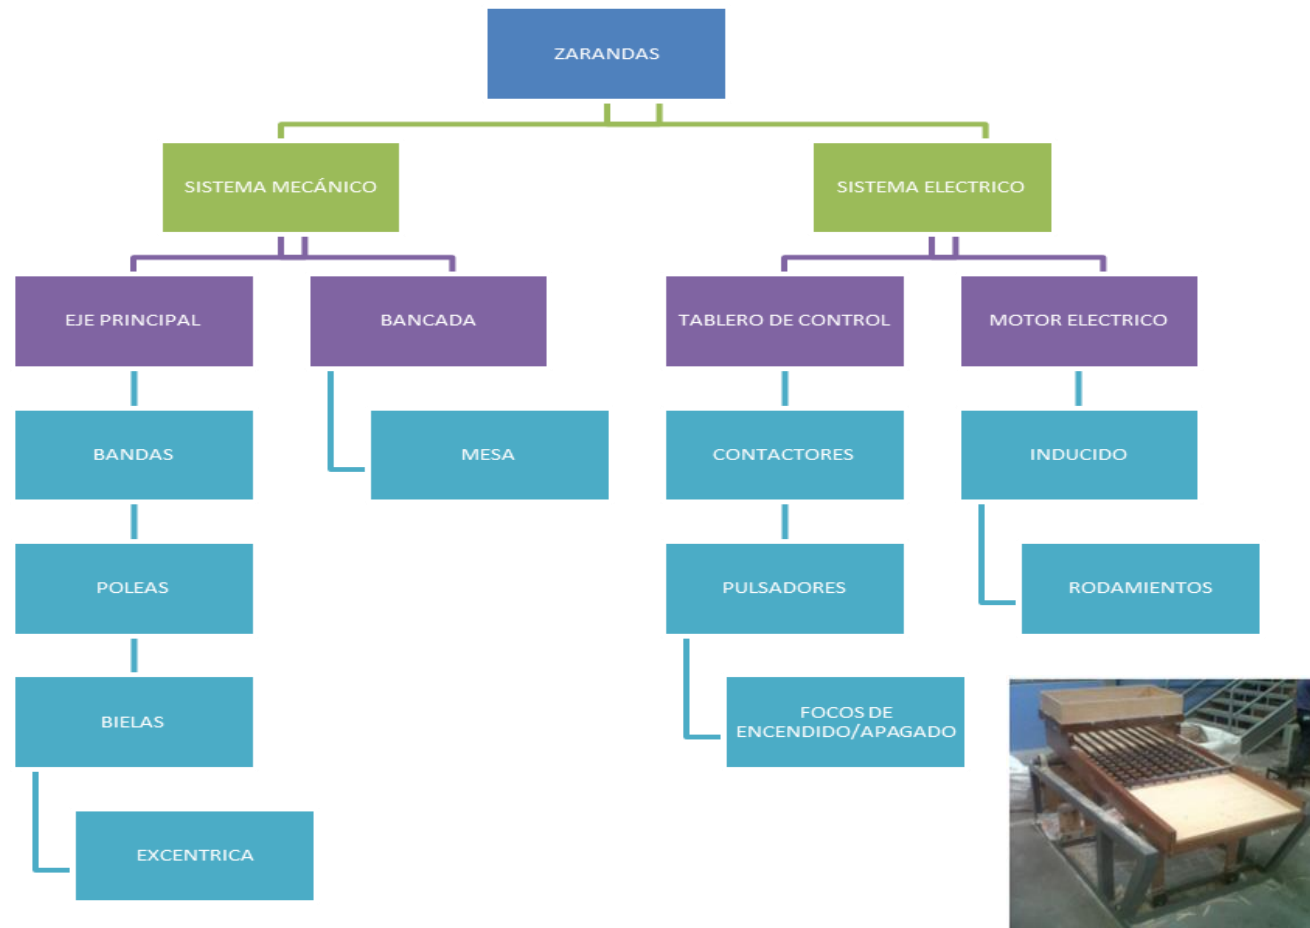 ZARANDAS
SISTEMA MECÁNICO
SISTEMA ELECTRICO
EJE PRINCIPAL
BANCADA
TABLERO DE CONTROL
MOTOR ELECTRICO
BANDAS
MESA
CONTACTORES
INDUCIDO
POLEAS
PULSADORES
RODAMIENTOS
BIELAS
FOCOS DE
ENCENDIDO/APAGADO
EXCENTRICA